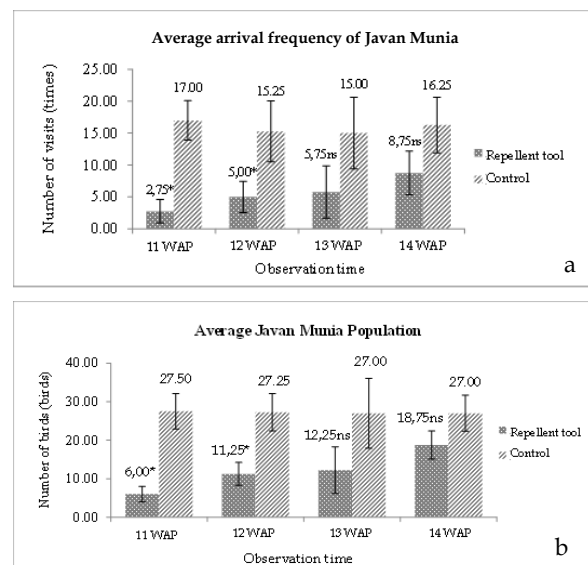 Average arrival frequency of Javan Munia
Number of visits (times)
25.00
20.00
15.00
10.00
5.00
0.00
17.00
15.25
15.00
16.25
2,75*
5,00*
5,75ns
8,75ns
11 WAP
12 WAP
13 WAP
14 WAP
Observation time
Repellent tool
Control
a
Average Javan Munia Population
Number of birds (birds)
40.00
30.00
20.00
10.00
0.00
27.50
27.25
27.00
27.00
6,00*
11,25*
12,25ns
18,75ns
11 WAP
12 WAP
13 WAP
14 WAP
Observation time
Repellent tool
Control
b